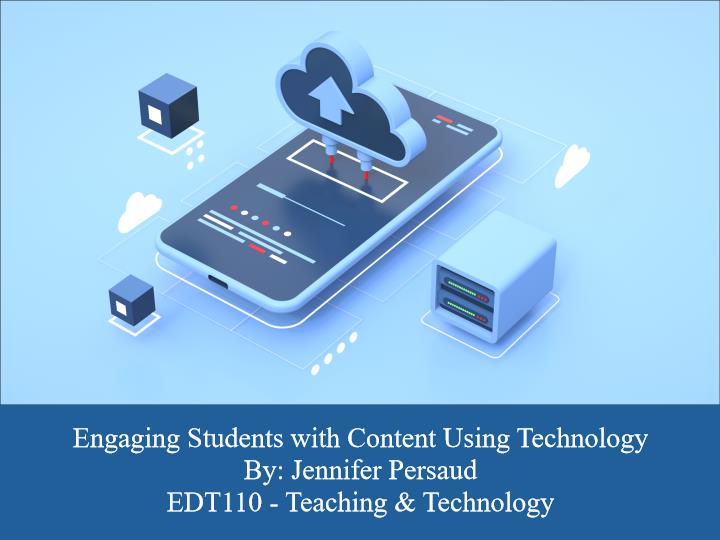 Engaging Students with Content Using Technology
By: Jennifer Persaud
EDT110 - Teaching & Technology